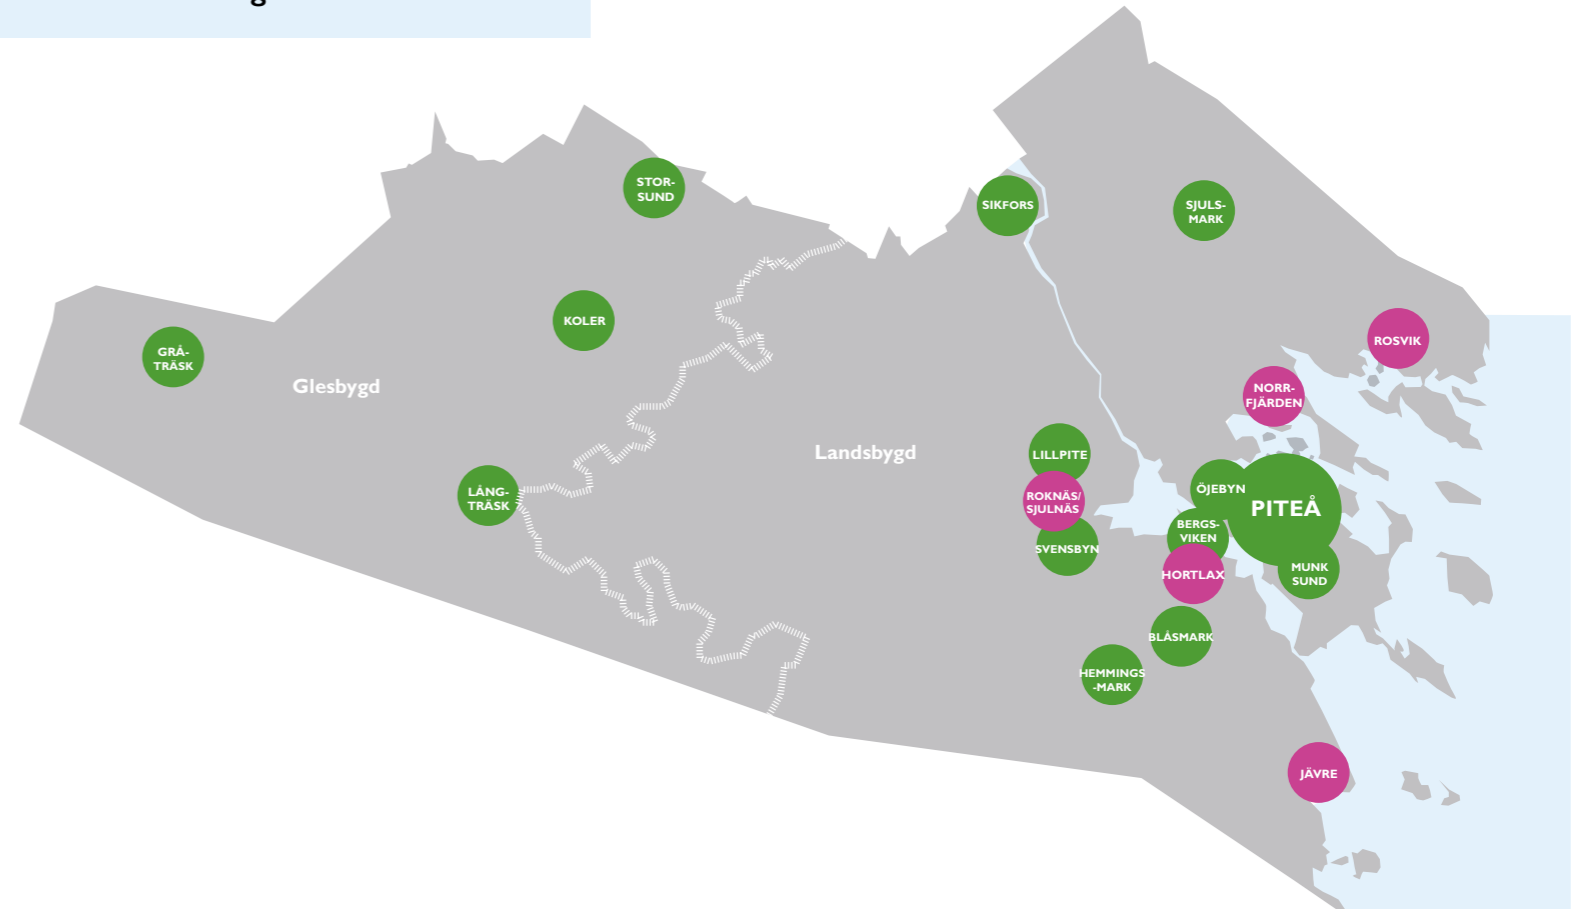 STOR-
SUND
SIKFORS
SJULS-
MARK
KOLER
ROSVIK
GRÅ-
TRÄSK
Glesbygd
NORR-
FJÄRDEN
Landsbygd
LILLPITE
LÅNG-
TRÄSK
ROKNÄS/
SJULNÄS
ÖJEBYN
PITEÅ
BERGS-
VIKEN
SVENSBYN
HORTLAX
MUNK
SUND
BLÅSMARK
HEMMINGS
-MARK
JÄVRE